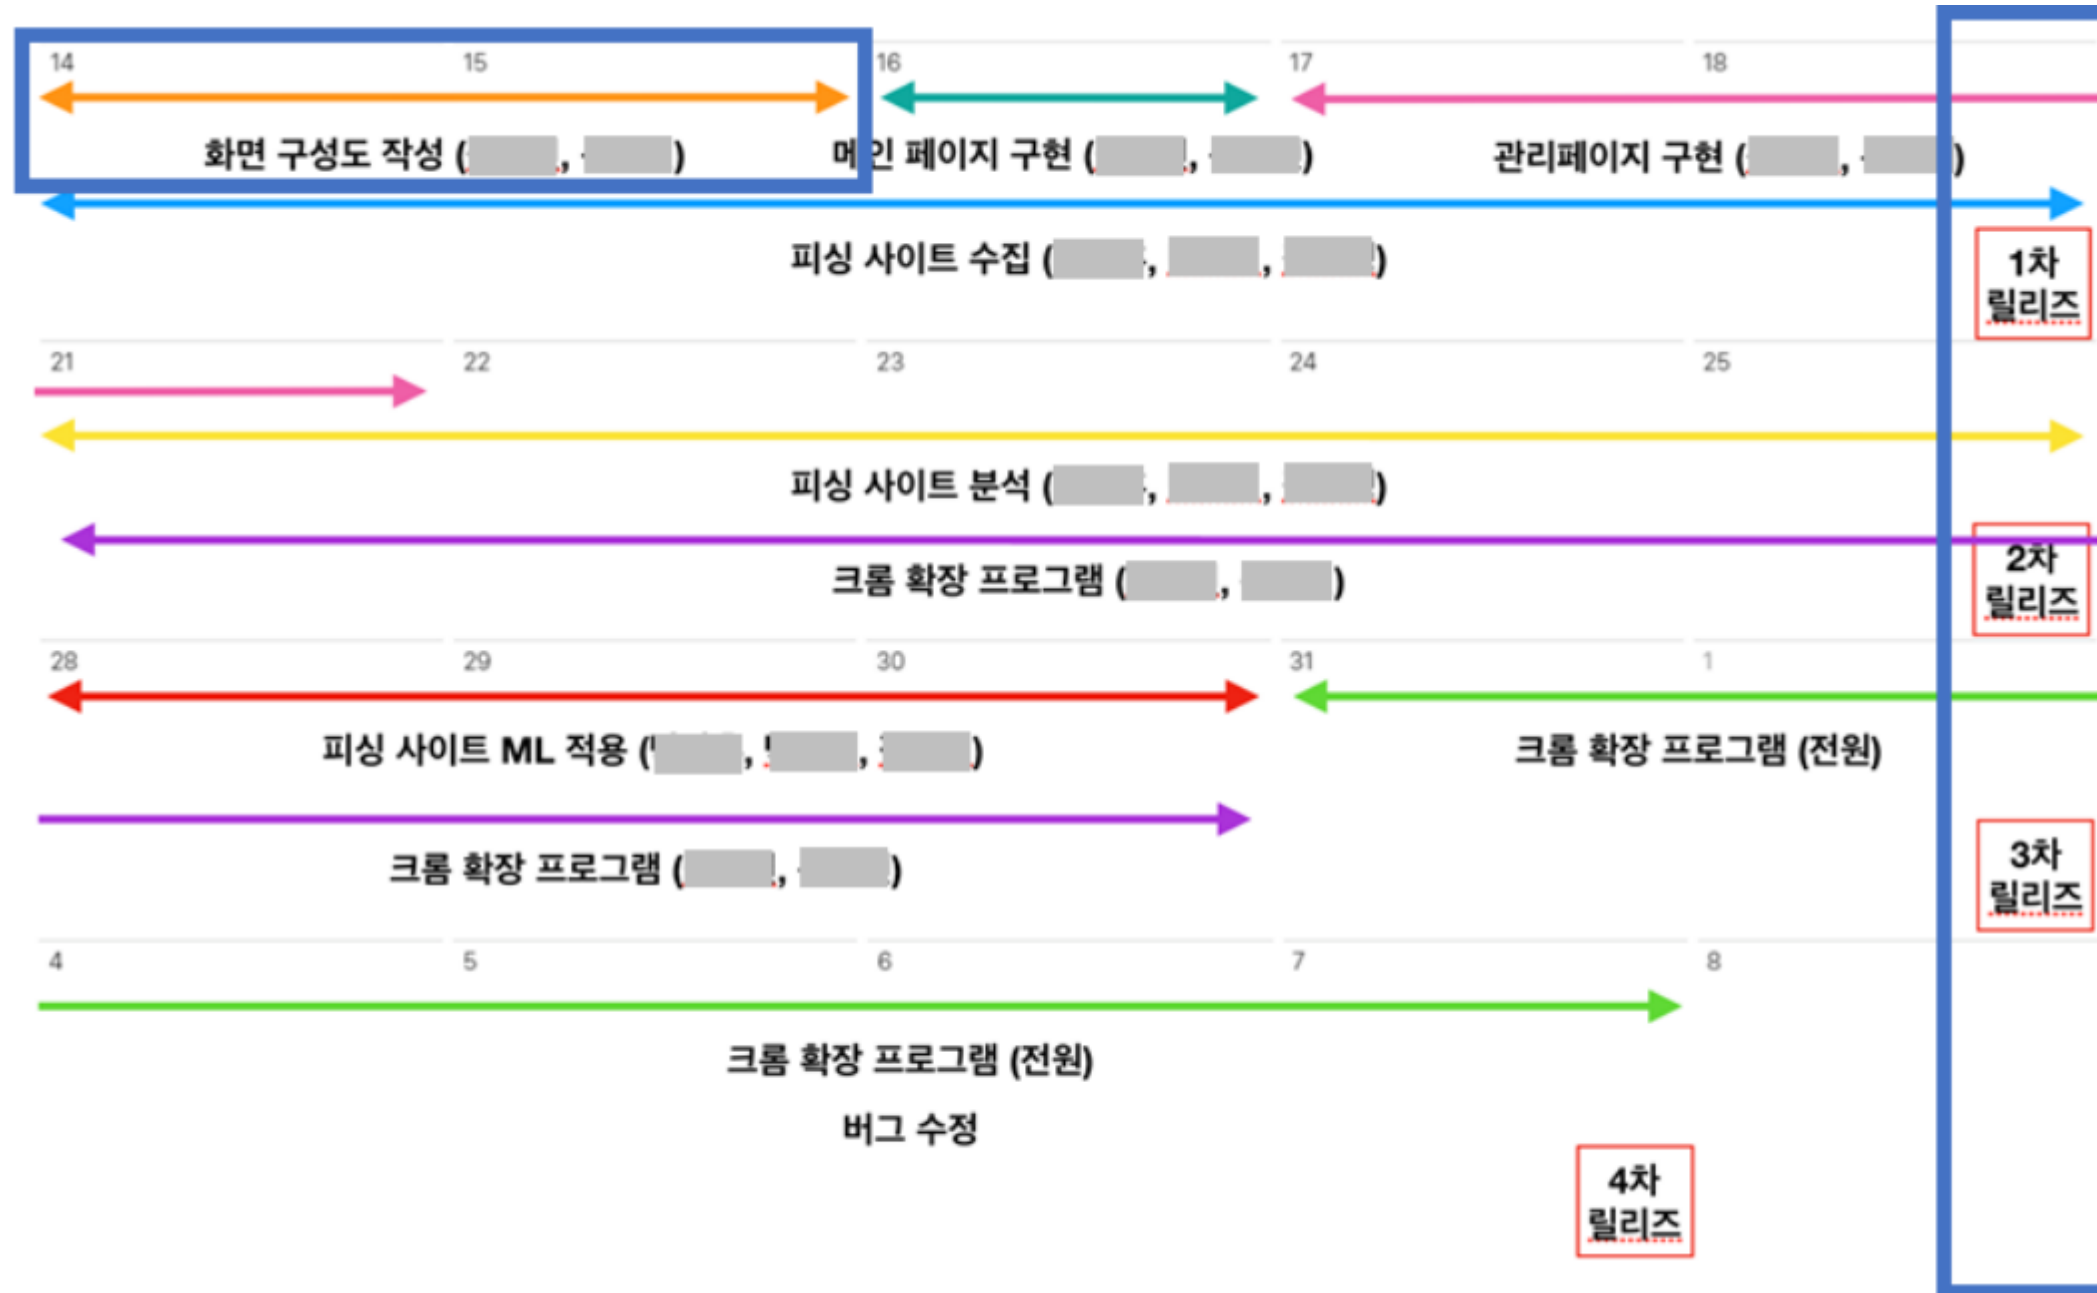 14 15 16 17 18
화면 구성도 작성 ( , ) 메인 페이지 구현 ( , ) 관리페이지 구현 ( , )
피싱 사이트 수집 ( , , )
1차
릴리즈
21 22 23 24 25
피싱 사이트 분석 ( , , )
크롬 확장 프로그램 ( , )
2차
릴리즈
28 29 30 31 1
피싱 사이트 ML 적용 ( , , ) 크롬 확장 프로그램 (전원)
크롬 확장 프로그램 ( , )
3차
릴리즈
4 5 6 7 8
크롬 확장 프로그램 (전원)
버그 수정
4차
릴리즈